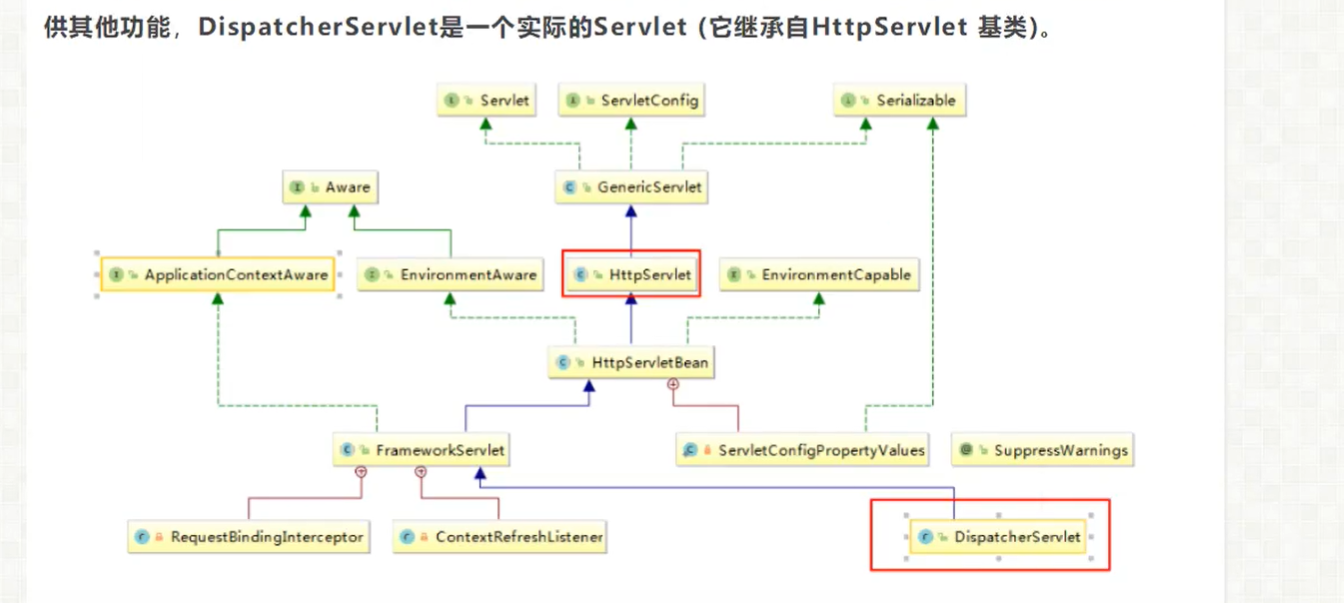 供其他功能，DispatcherServlet是一个实际的Servlet (它继承自HttpServlet 基类)。
Servlet ServletConfig Serializable
Aware GenericServlet
ApplicationContextAware EnvironmentAware HttpServlet EnvironmentCapable
HttpServletBean
FrameworkServlet ServletConfigPropertyValues SuppressWarnings
RequestBindingInterceptor ContextRefreshListener DispatcherServlet